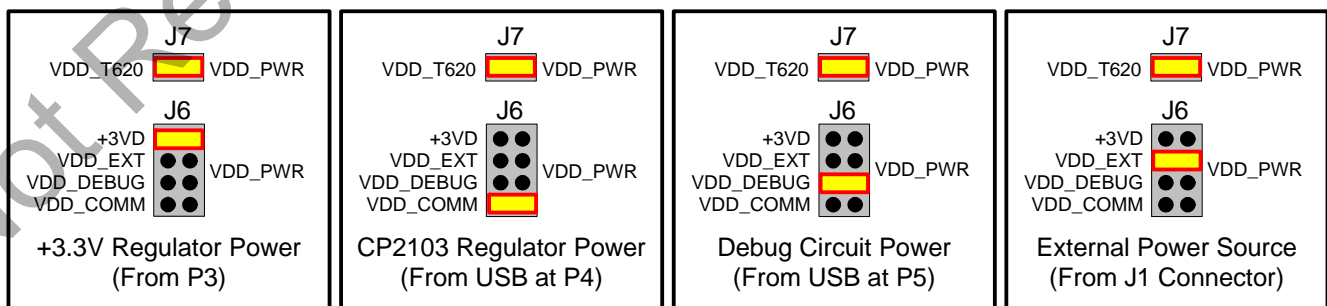 J7
VDD_T620 VDD_PWR
J6
+3VD
VDD_EXT
VDD_DEBUG
VDD_COMM
VDD_PWR
+3.3V Regulator Power
(From P3)
J7
VDD_T620 VDD_PWR
J6
+3VD
VDD_EXT
VDD_DEBUG
VDD_COMM
VDD_PWR
CP2103 Regulator Power
(From USB at P4)
J7
VDD_T620 VDD_PWR
J6
+3VD
VDD_EXT
VDD_DEBUG
VDD_COMM
VDD_PWR
Debug Circuit Power
(From USB at P5)
J7
VDD_T620 VDD_PWR
J6
+3VD
VDD_EXT
VDD_DEBUG
VDD_COMM
VDD_PWR
External Power Source
(From J1 Connector)